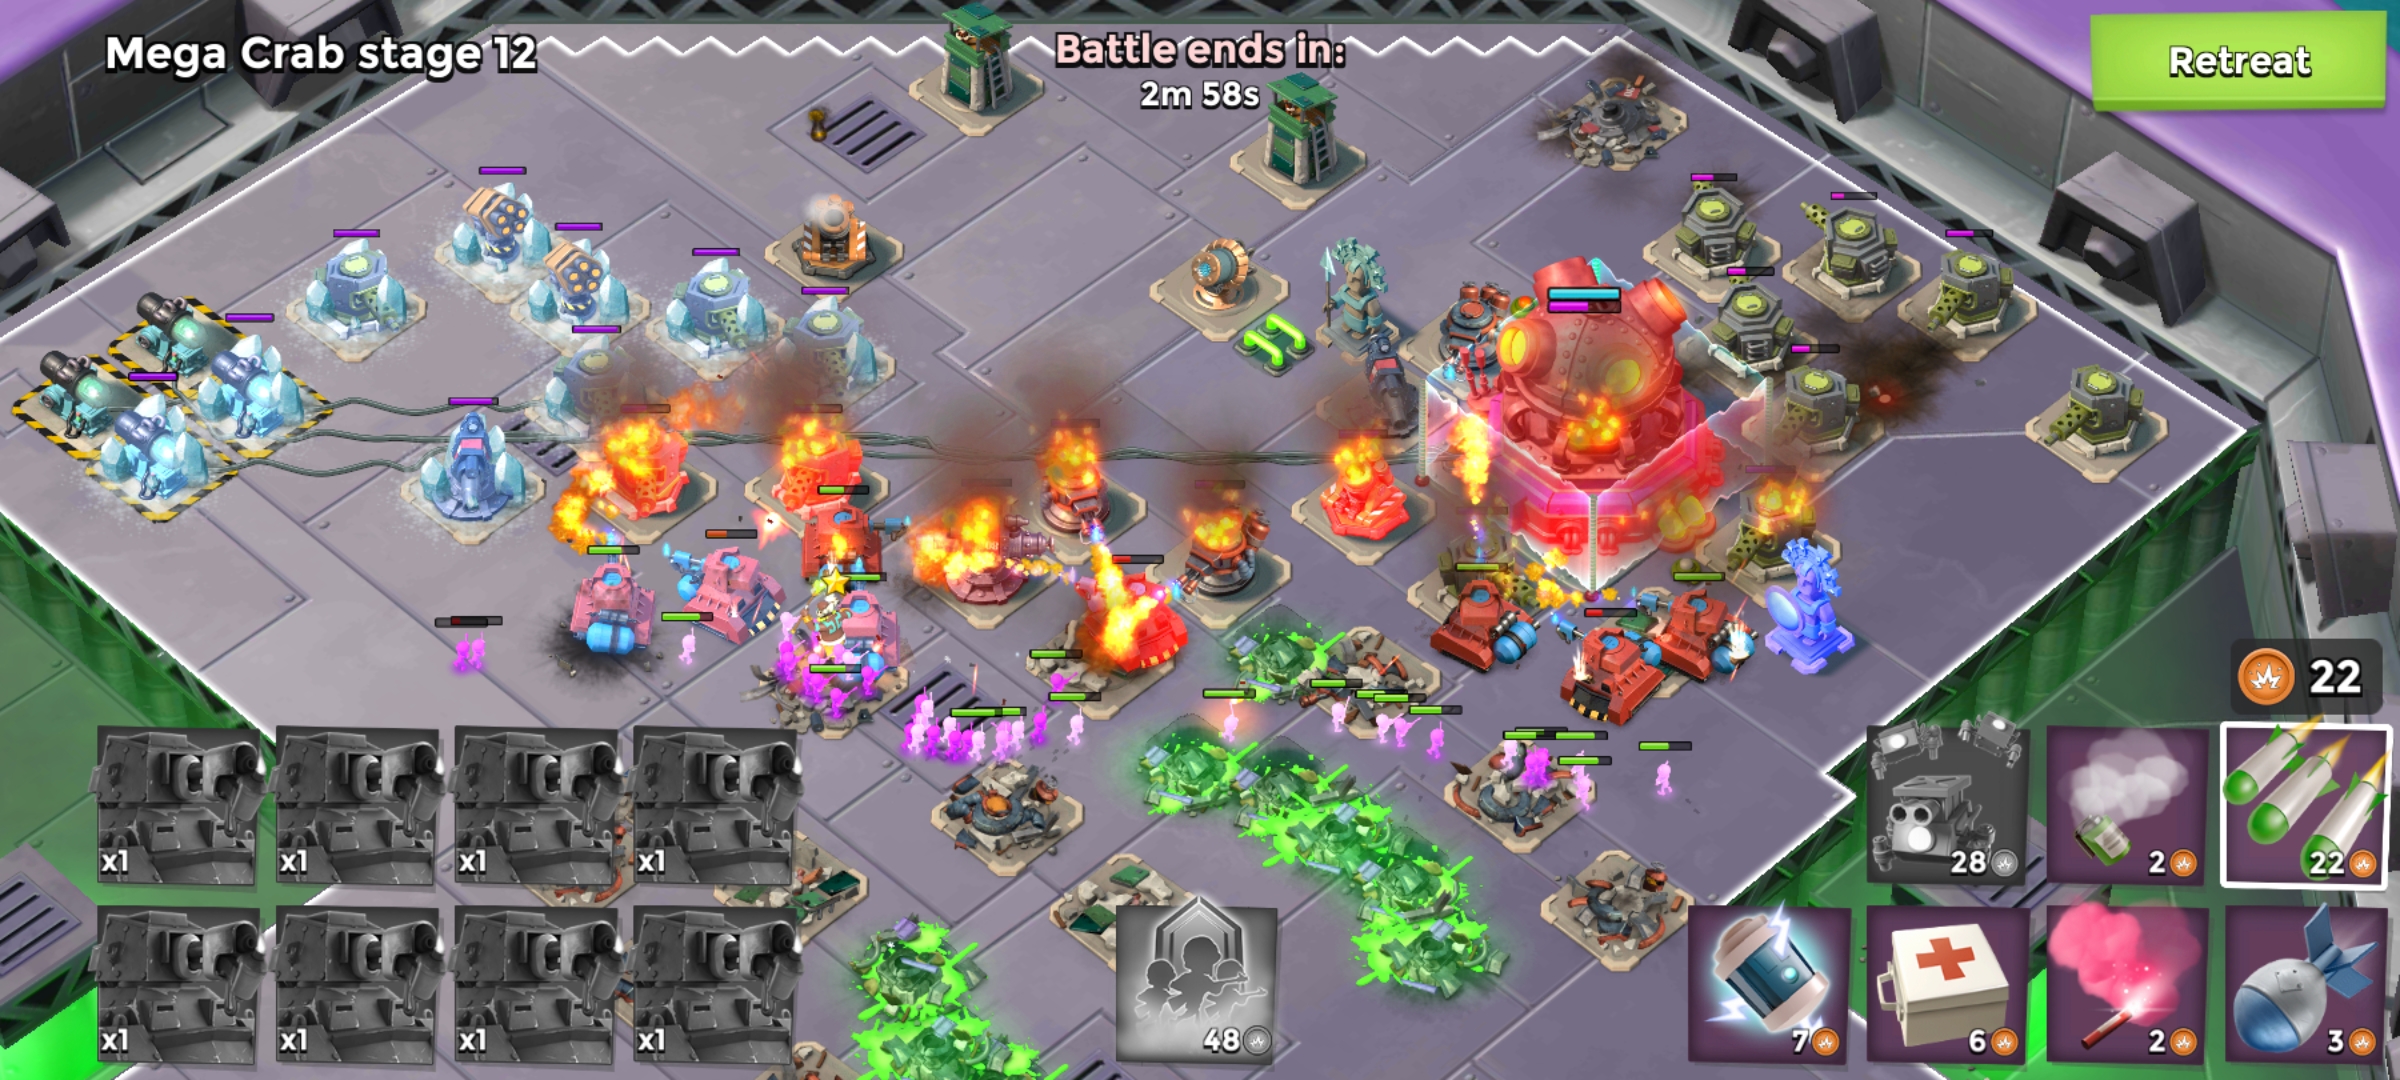 Mega Crab stage 12
Battle ends in:
2m 58s
Retreat
22
x1
x1
x1
x1
28
2
22
x1
x1
x1
x1
48
7
6
2
3